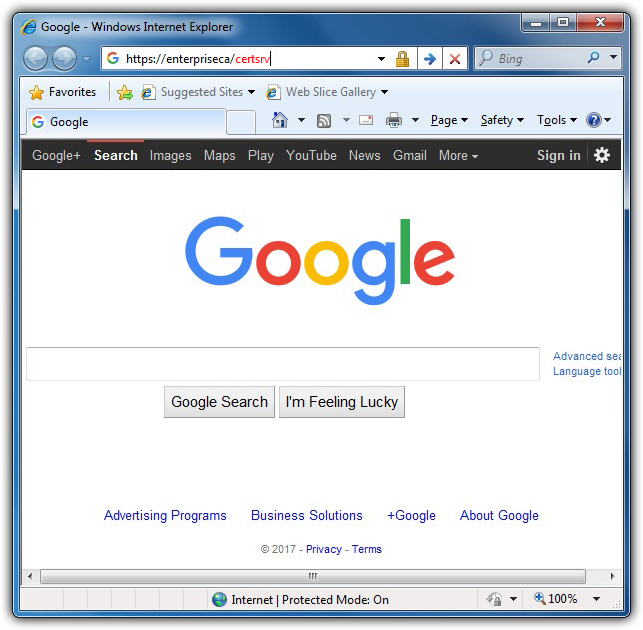 Google - Windows Internet Explorer
https://enterpriseca/certsrv
Bing
Favorites Suggested Sites Web Slice Gallery
Google
Page Safety Tools
Google+ Search Images Maps Play YouTube News Gmail More Sign in
Google
Advanced sea
Language tool
Google Search I'm Feeling Lucky
Advertising Programs Business Solutions +Google About Google
© 2017 - Privacy - Terms
Internet | Protected Mode: On 100%